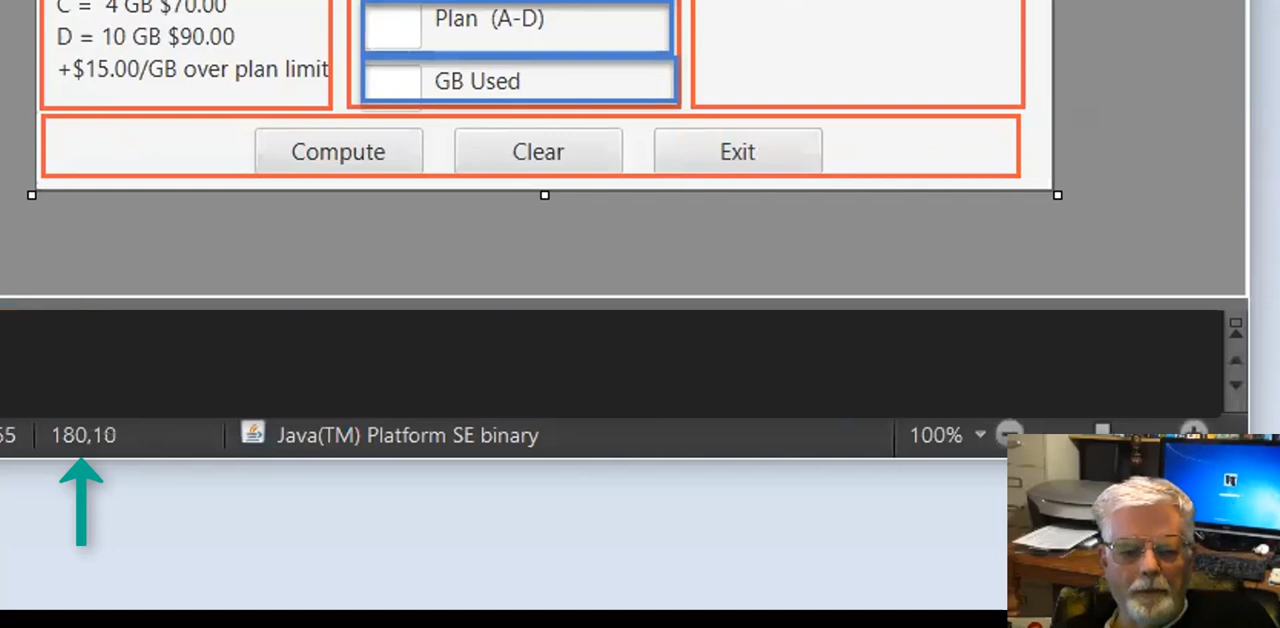 C = 4 GB $70.00
D = 10 GB $90.00
+$15.00/GB over plan limit
Plan (A-D)
GB Used
Compute Clear Exit
180,10 Java(TM) Platform SE binary 100%